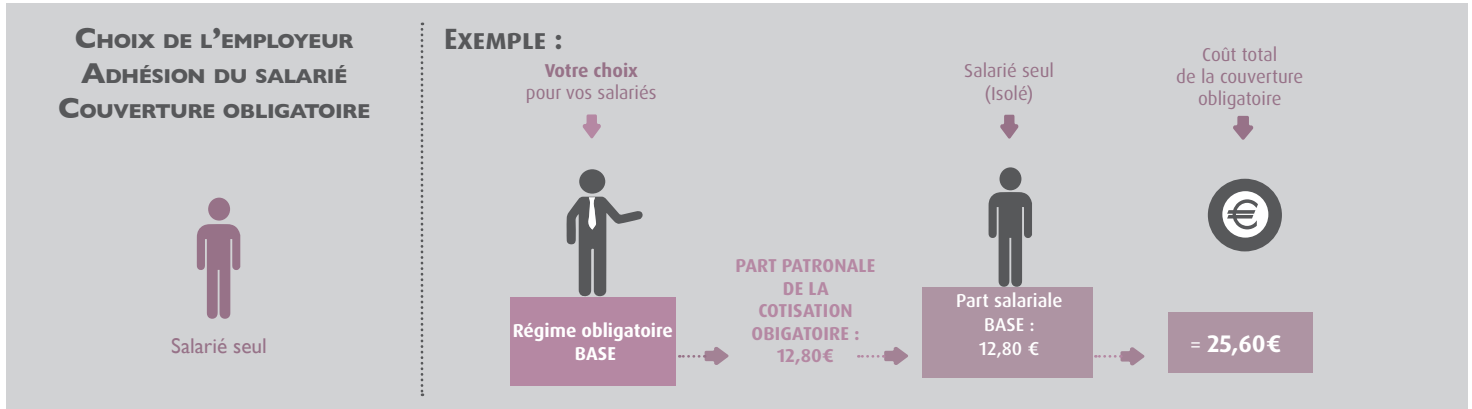 CHOIX DE L'EMPLOYEUR
ADHÉSION DU SALARIÉ
COUVERTURE OBLIGATOIRE
Salarié seul
EXEMPLE :
Votre choix
pour vos salariés
Régime obligatoire
BASE
PART PATRONALE
DE LA
COTISATION
OBIGATOIRE :
12,80€
Salarié seul
(Isolé)
Part salariale
BASE :
12,80 €
Coût total
de la couverture
obligatoire
€
= 25,60€